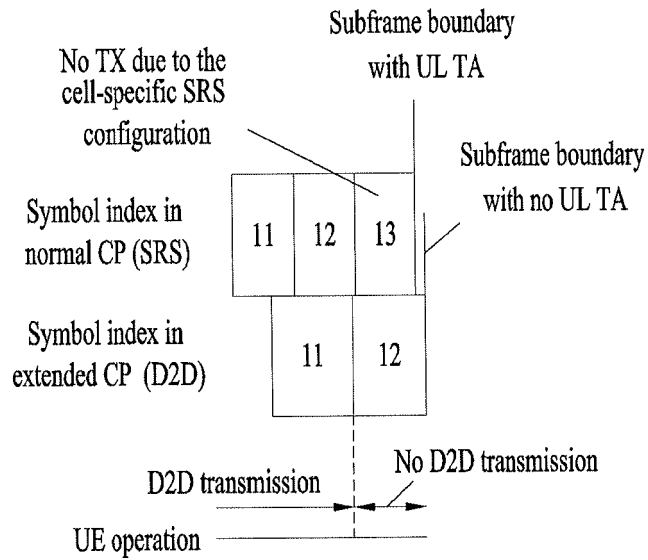 Subframe boundary
with UL TA
No TX due to the
cell-specific SRS
configuration
Subframe boundary
with no UL TA
Symbol index in
normal CP (SRS)
11 12 13
Symbol index in
extended CP (D2D)
11 12
No D2D transmission
D2D transmission
UE operation